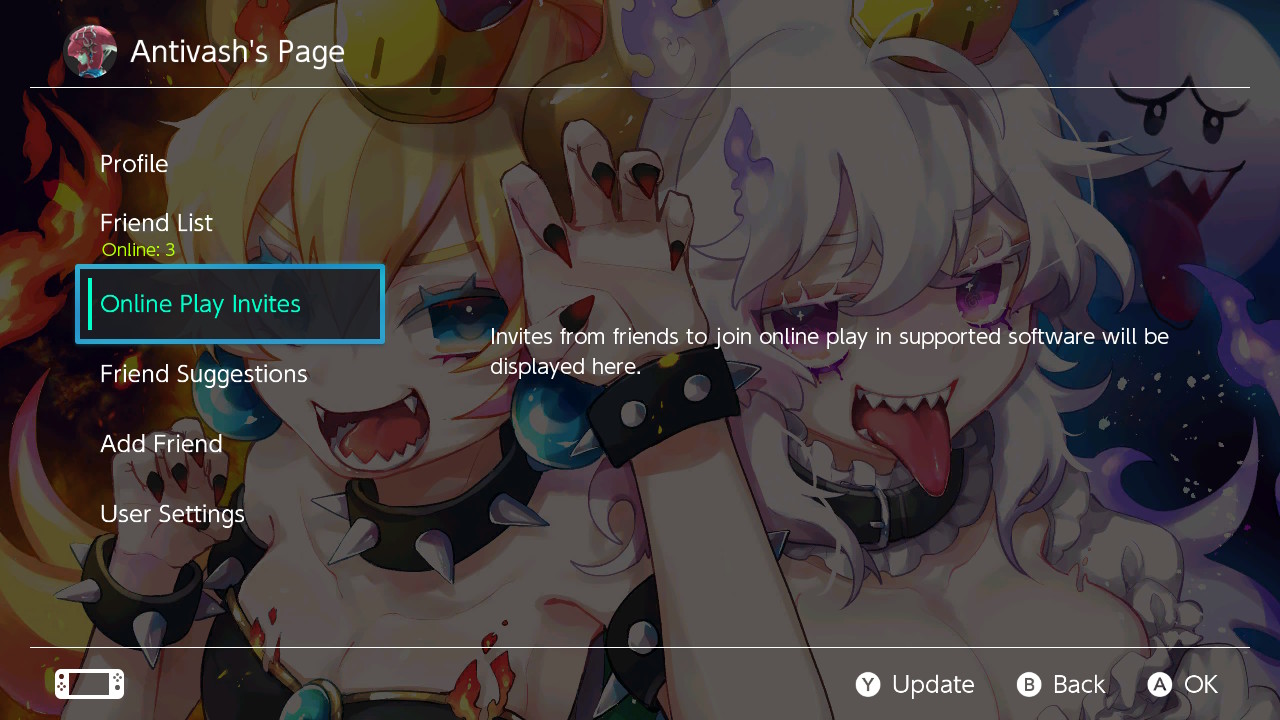 Antivash's Page
Profile
Friend List
Online: 3
Online Play Invites
Friend Suggestions
Add Friend
User Settings
Invites from friends to join online play in supported software will be
displayed here.
Y Update B Back A OK